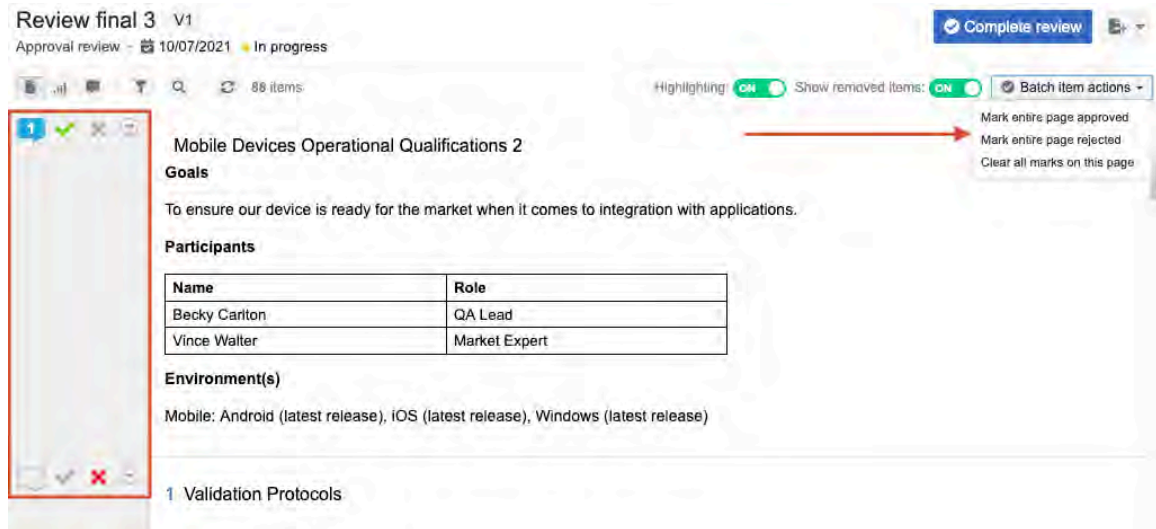 Review final 3 V1
Complete review
Approval review - 10/07/2021 In progress
88 items
Highlighting: ON Show removed items: ON Batch item actions
1
Mark entire page approved
Mark entire page rejected
Clear all marks on this page
Mobile Devices Operational Qualifications 2
Goals
To ensure our device is ready for the market when it comes to integration with applications.
Participants
Name Role
Becky Carlton QA Lead
Vince Walter Market Expert
Environment(s)
Mobile: Android (latest release), iOS (latest release), Windows (latest release)
1 Validation Protocols